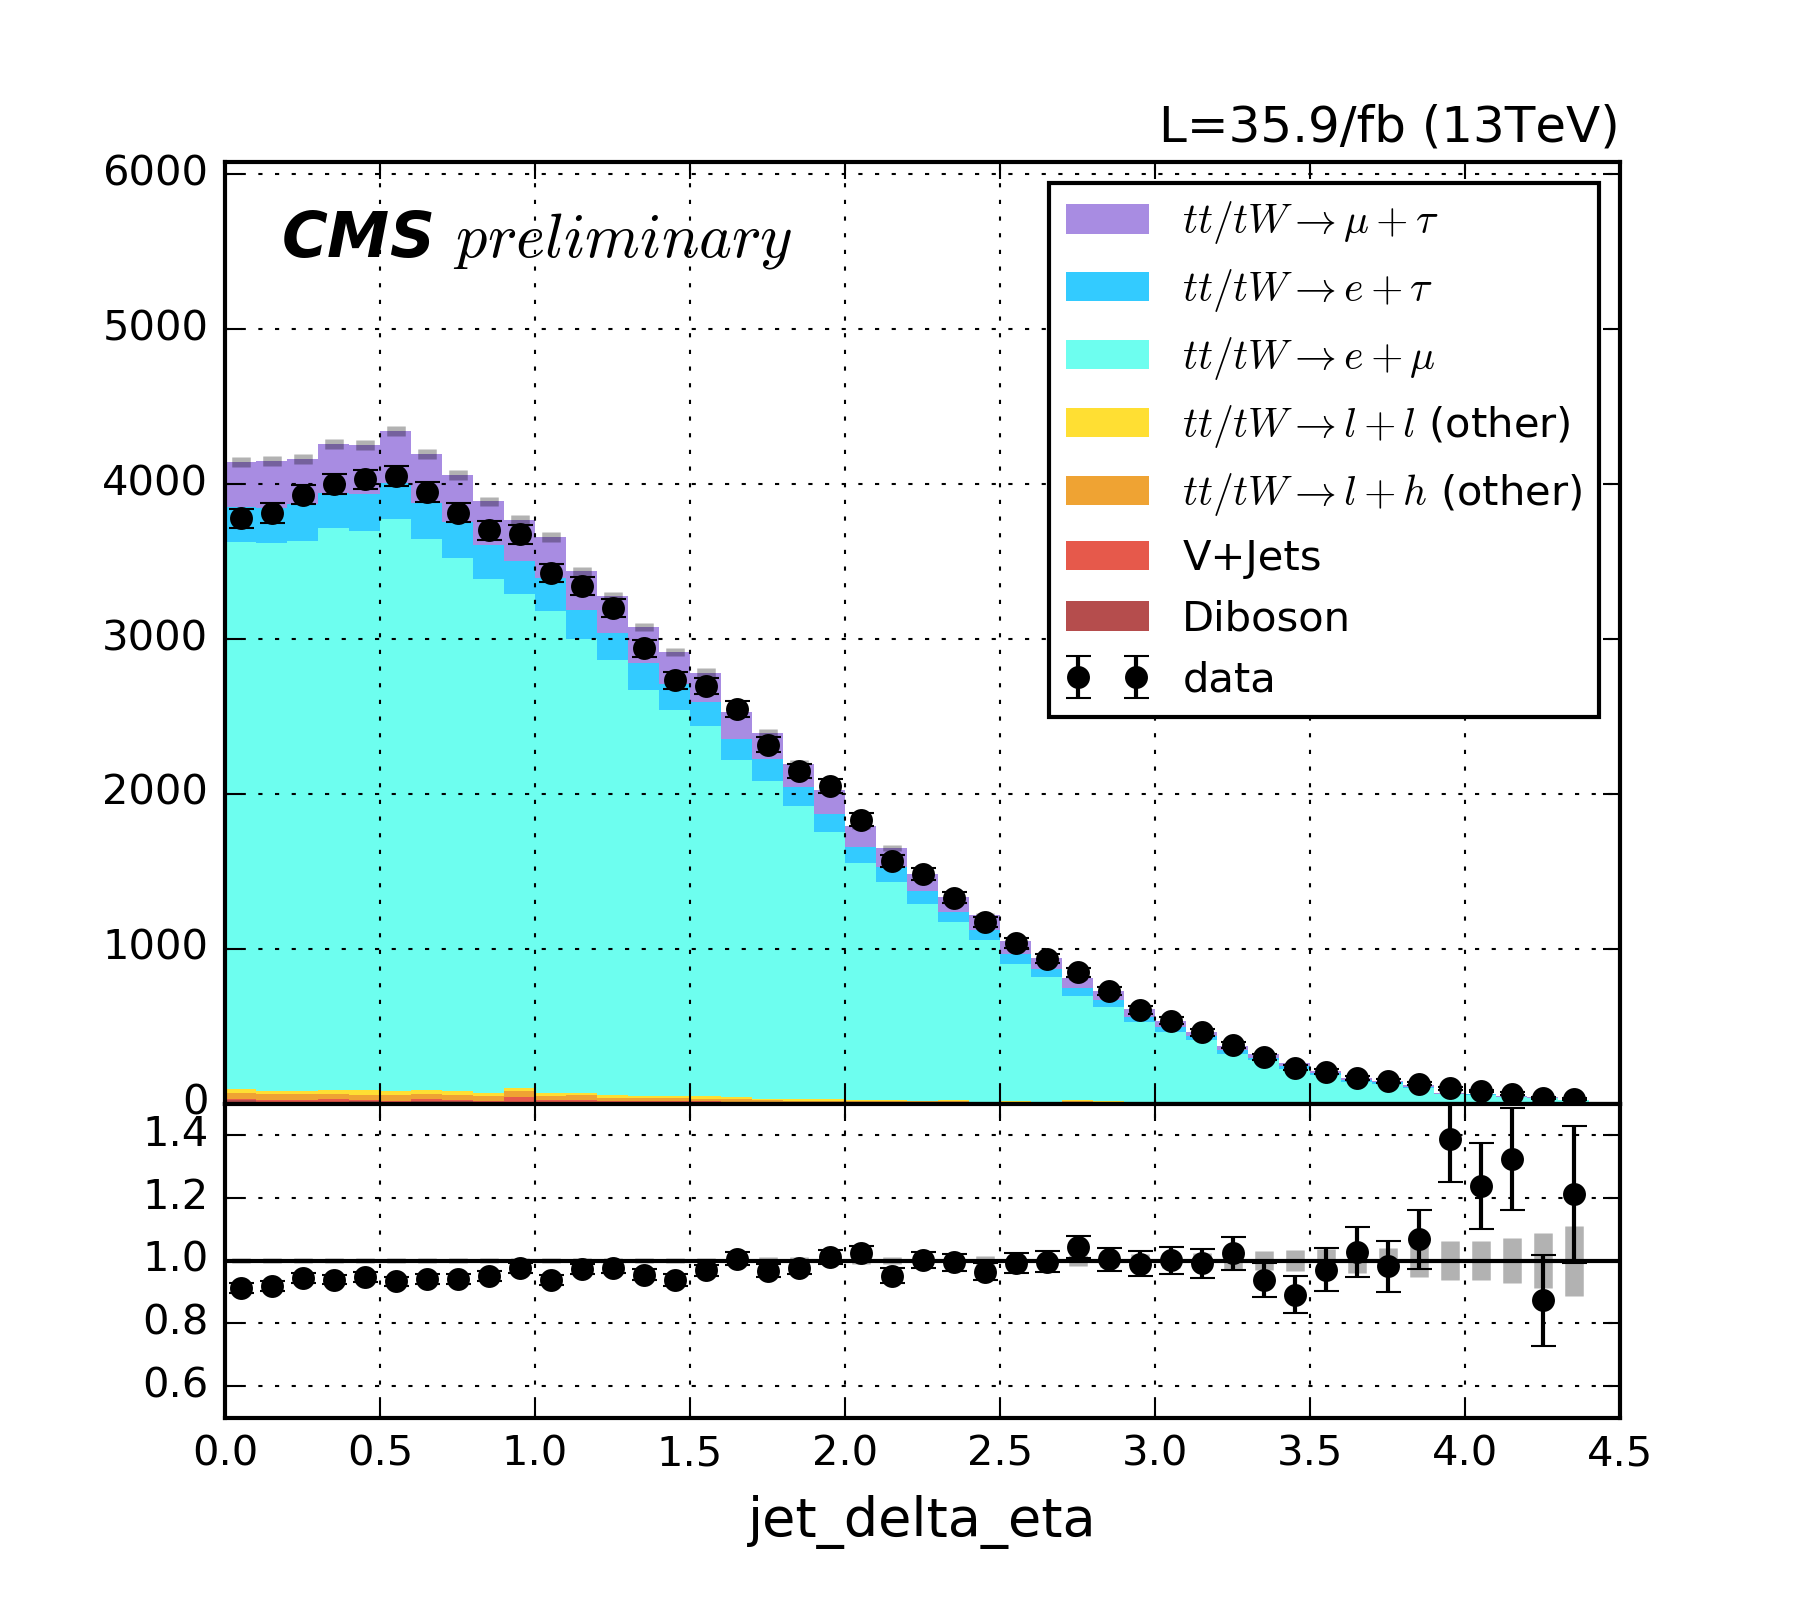 L=35.9/fb (13TeV)
CMS preliminary
6000
5000
4000
3000
2000
1000
0
tt/tW→μ+τ
tt/tW→e+τ
tt/tW→e+μ
tt/tW→l+l (other)
tt/tW→l+h (other)
V+Jets
Diboson
data
1.4
1.2
1.0
0.8
0.6
0.0 0.5 1.0 1.5 2.0 2.5 3.0 3.5 4.0 4.5
jet_delta_eta